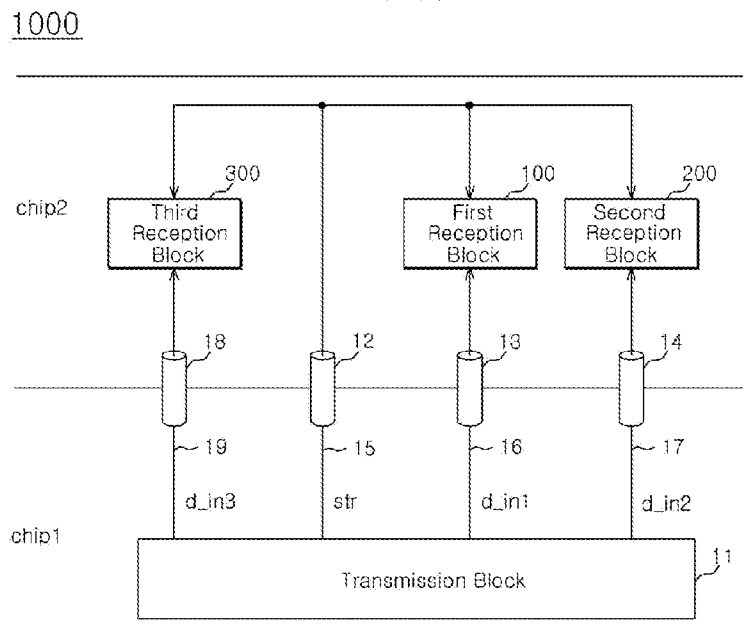 1000
300
100
200
chip2
Third
Reception
Block
First
Reception
Block
Second
Reception
Block
18
12
13
14
19
15
16
17
d_in3
str
d_in1
d_in2
chip1
11
Transmission Block